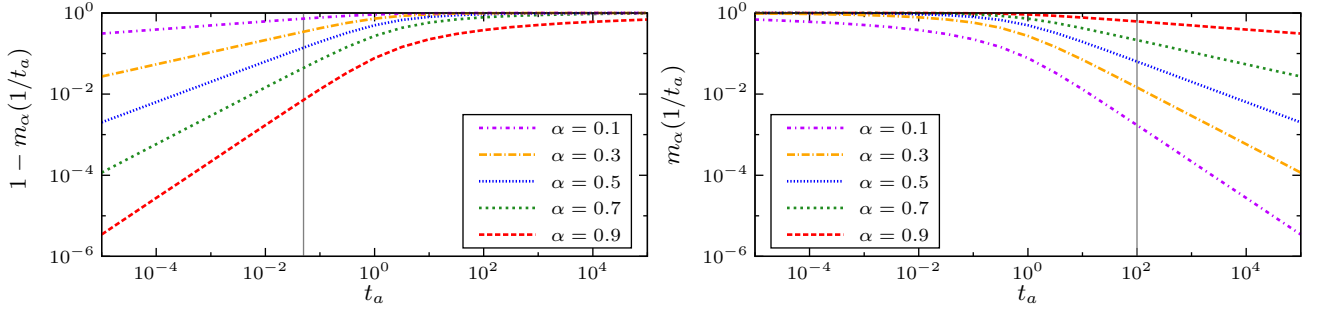 1 − m_α(1/t_a)
10^0
10^−2
10^−4
10^−6
10^−4
10^−2
10^0
10^2
10^4
t_a
α = 0.1
α = 0.3
α = 0.5
α = 0.7
α = 0.9
m_α(1/t_a)
10^0
10^−2
10^−4
10^−6
10^−4
10^−2
10^0
10^2
10^4
t_a
α = 0.1
α = 0.3
α = 0.5
α = 0.7
α = 0.9